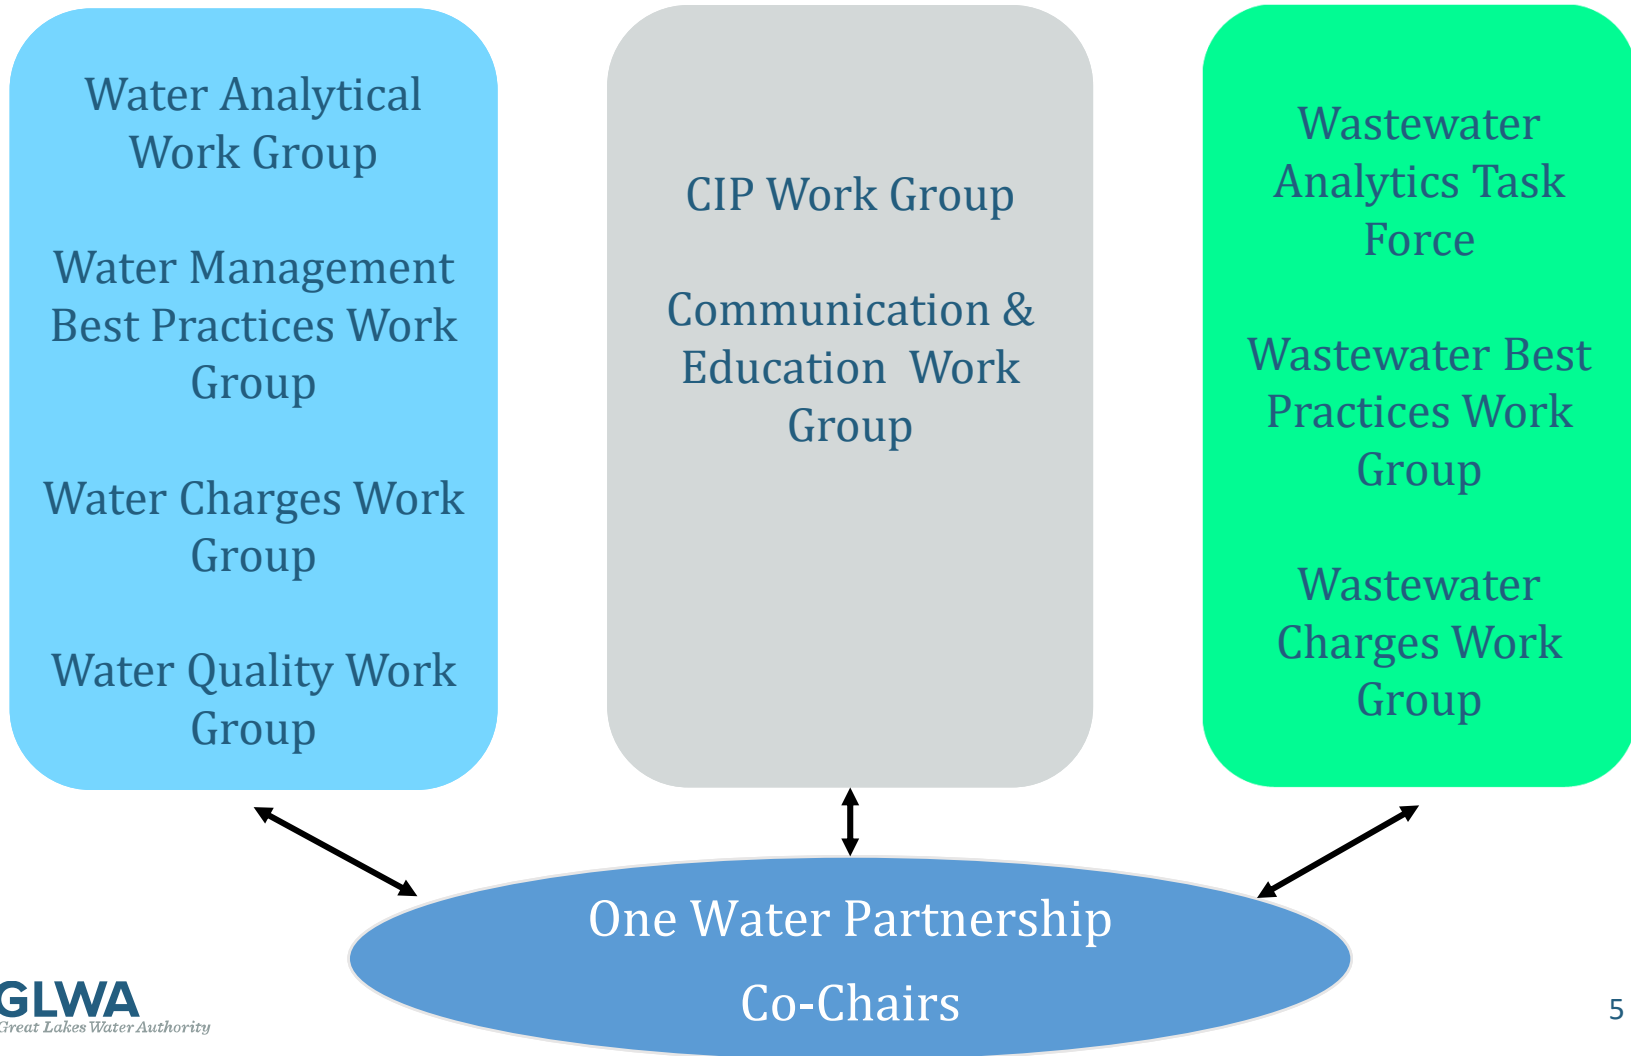 Water Analytical
Work Group
Water Management
Best Practices Work
Group
Water Charges Work
Group
Water Quality Work
Group
CIP Work Group
Communication &
Education  Work
Group
Wastewater
Analytics Task
Force
Wastewater Best
Practices Work
Group
Wastewater
Charges Work
Group
One Water Partnership
Co-Chairs
GLWA
Great Lakes Water Authority
5